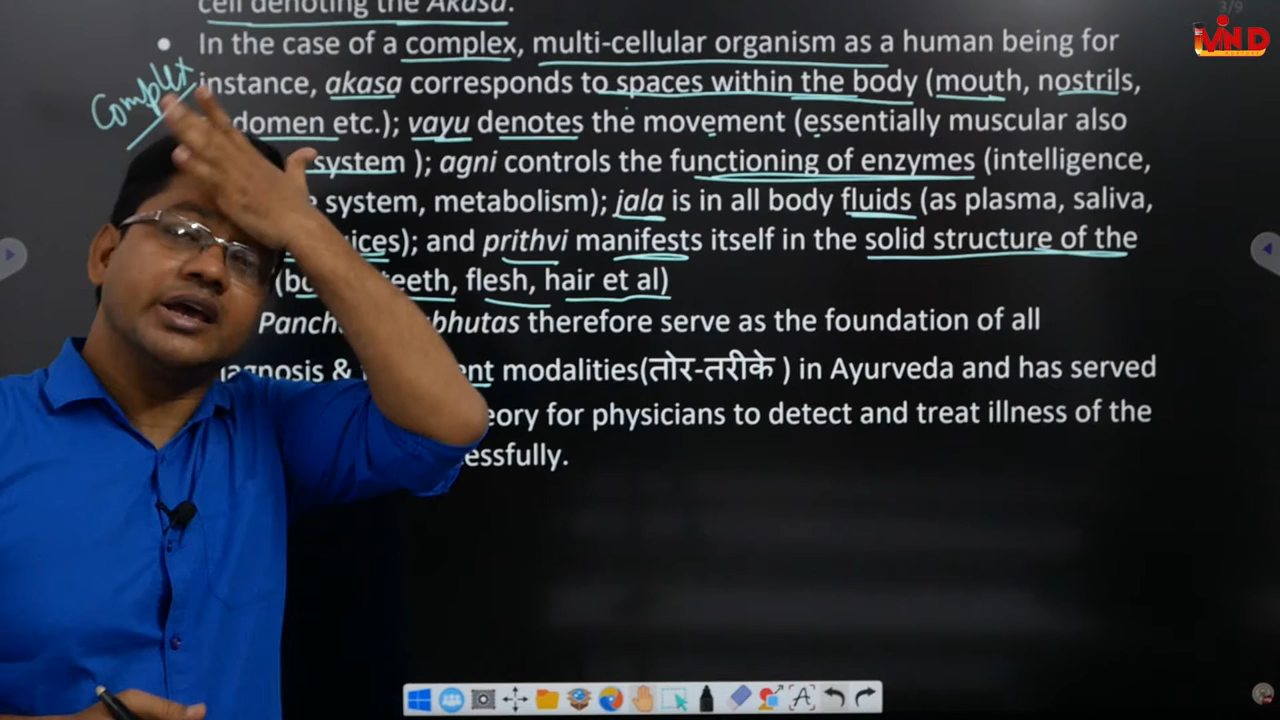 cell denoting the Akasa.
3/9
• In the case of a complex, multi-cellular organism as a human being for
Complex
instance, akasa corresponds to spaces within the body (mouth, nostrils,
domen etc.); vayu denotes the movement (essentially muscular also
system ); agni controls the functioning of enzymes (intelligence,
system, metabolism); jala is in all body fluids (as plasma, saliva,
ices); and prithvi manifests itself in the solid structure of the
eeth, flesh, hair et al)
bhutas therefore serve as the foundation of all
agnosis & modalities(तोर-तरीके ) in Ayurveda and has served
eory for physicians to detect and treat illness of the
essfully.